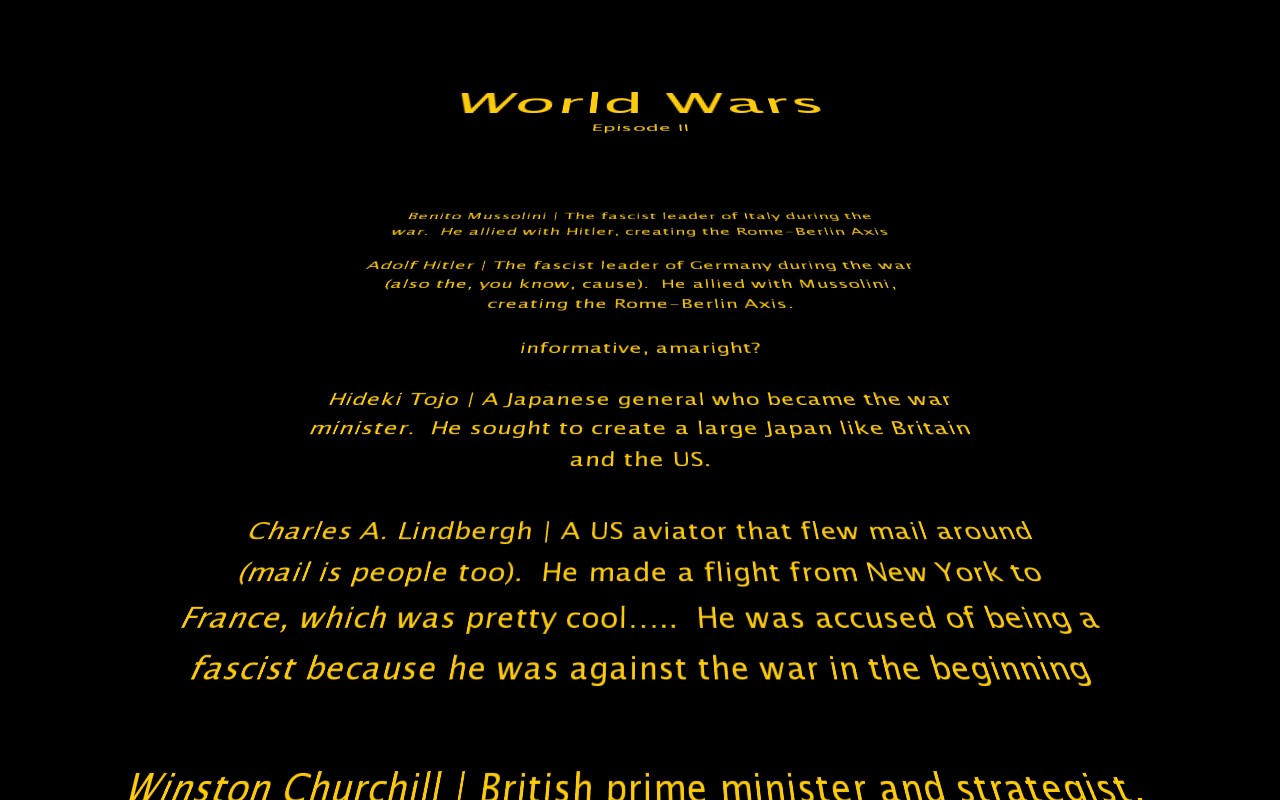 World Wars
Episode II
Benito Mussolini | The fascist leader of Italy during the
war.  He allied with Hitler, creating the Rome-Berlin Axis
Adolf Hitler | The fascist leader of Germany during the war
(also the, you know, cause).  He allied with Mussolini,
creating the Rome-Berlin Axis.
informative, amaright?
Hideki Tojo | A Japanese general who became the war
minister.  He sought to create a large Japan like Britain
and the US.
Charles A. Lindbergh | A US aviator that flew mail around
(mail is people too).  He made a flight from New York to
France, which was pretty cool.....  He was accused of being a
fascist because he was against the war in the beginning
Winston Churchill | British prime minister and strategist.